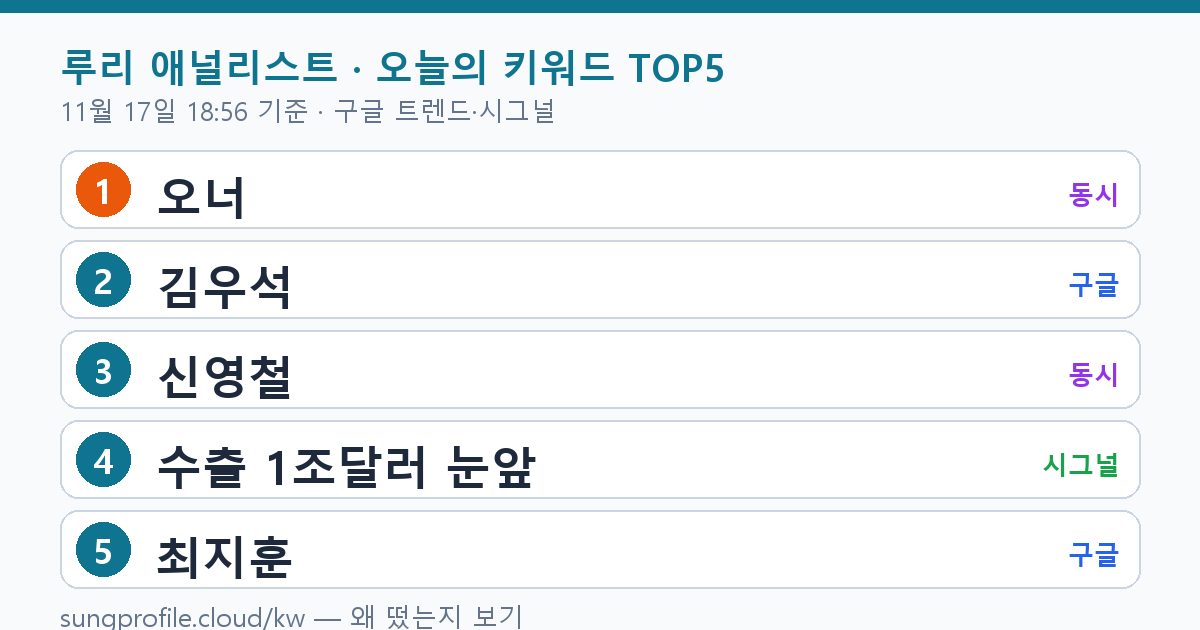 루리 애널리스트 · 오늘의 키워드 TOP5
11월 17일 18:56 기준 · 구글 트렌드·시그널
1 오너 동시
2 김우석 구글
3 신영철 동시
4 수출 1조달러 눈앞 시그널
5 최지훈 구글
sungprofile.cloud/kw — 왜 떴는지 보기